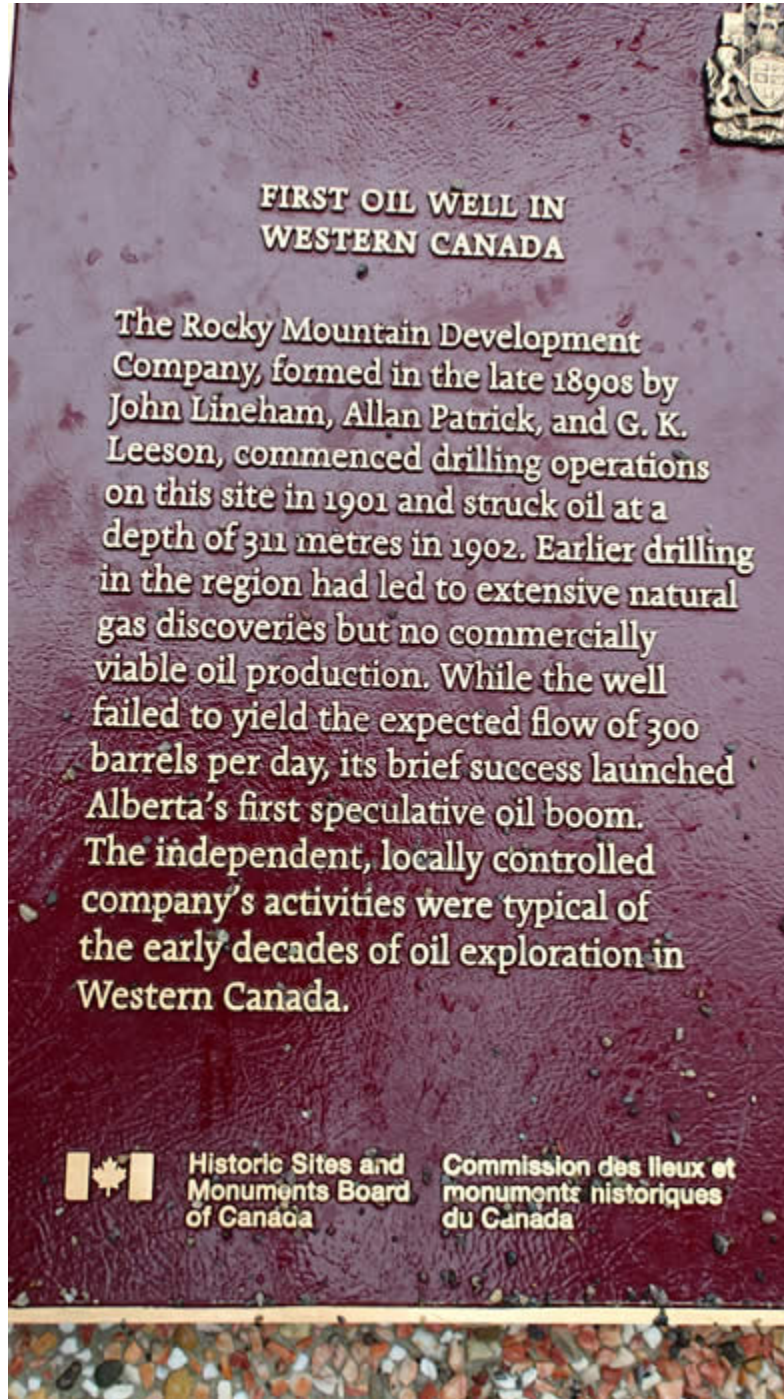 FIRST OIL WELL IN
WESTERN CANADA
The Rocky Mountain Development
Company, formed in the late 1890s by
John Lineham, Allan Patrick, and G. K.
Leeson, commenced drilling operations
on this site in 1901 and struck oil at a
depth of 311 metres in 1902. Earlier drilling
in the region had led to extensive natural
gas discoveries but no commercially
viable oil production. While the well
failed to yield the expected flow of 300
barrels per day, its brief success launched
Alberta's first speculative oil boom.
The independent, locally controlled
company's activities were typical of
the early decades of oil exploration in
Western Canada.
Historic Sites and
Monuments Board
of Canada
Commission des lieux et
monuments historiques
du Canada